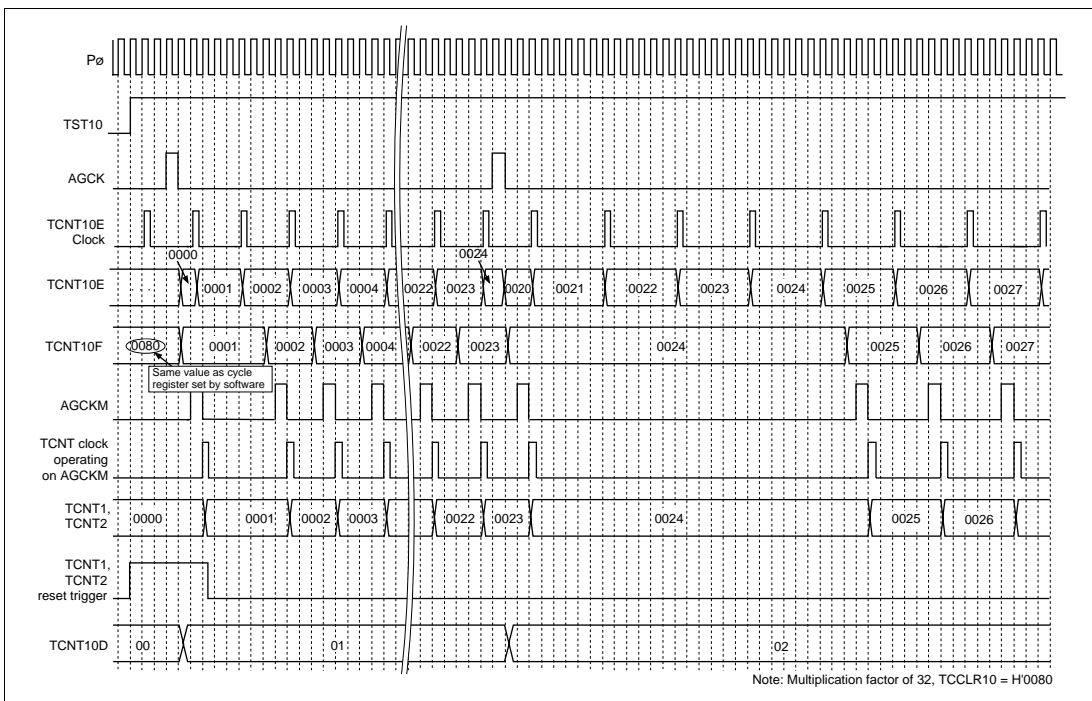 Pø
TST10
AGCK
TCNT10E
Clock
0000
0024
TCNT10E
0001 0002 0003 0004 0022 0023 0020 0021 0022 0023 0024 0025 0026 0027
TCNT10F
0080 0001 0002 0003 0004 0022 0023 0024 0025 0026 0027
Same value as cycle
register set by software
AGCKM
TCNT clock
operating
on AGCKM
TCNT1,
TCNT2
0000 0001 0002 0003 0022 0023 0024 0025 0026
TCNT1,
TCNT2
reset trigger
TCNT10D
00 01 02
Note: Multiplication factor of 32, TCCLR10 = H'0080